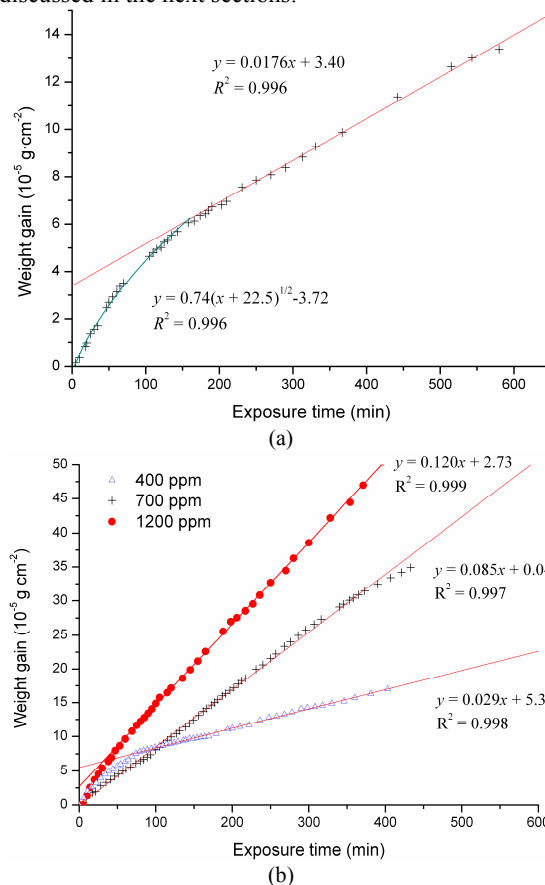 discussed in the next sections.
14
12
10
8
6
4
2
0
Weight gain (10⁻⁵ g·cm⁻²)
y = 0.0176x + 3.40
R² = 0.996
y = 0.74(x + 22.5)^1/2-3.72
R² = 0.996
0 100 200 300 400 500 600
Exposure time (min)
(a)
50
45
40
35
30
25
20
15
10
5
0
Weight gain (10⁻⁵ g cm⁻²)
400 ppm
700 ppm
1200 ppm
y = 0.120x + 2.73
R² = 0.999
y = 0.085x + 0.0
R² = 0.997
y = 0.029x + 5.3
R² = 0.998
0 100 200 300 400 500 600
Exposure time (min)
(b)